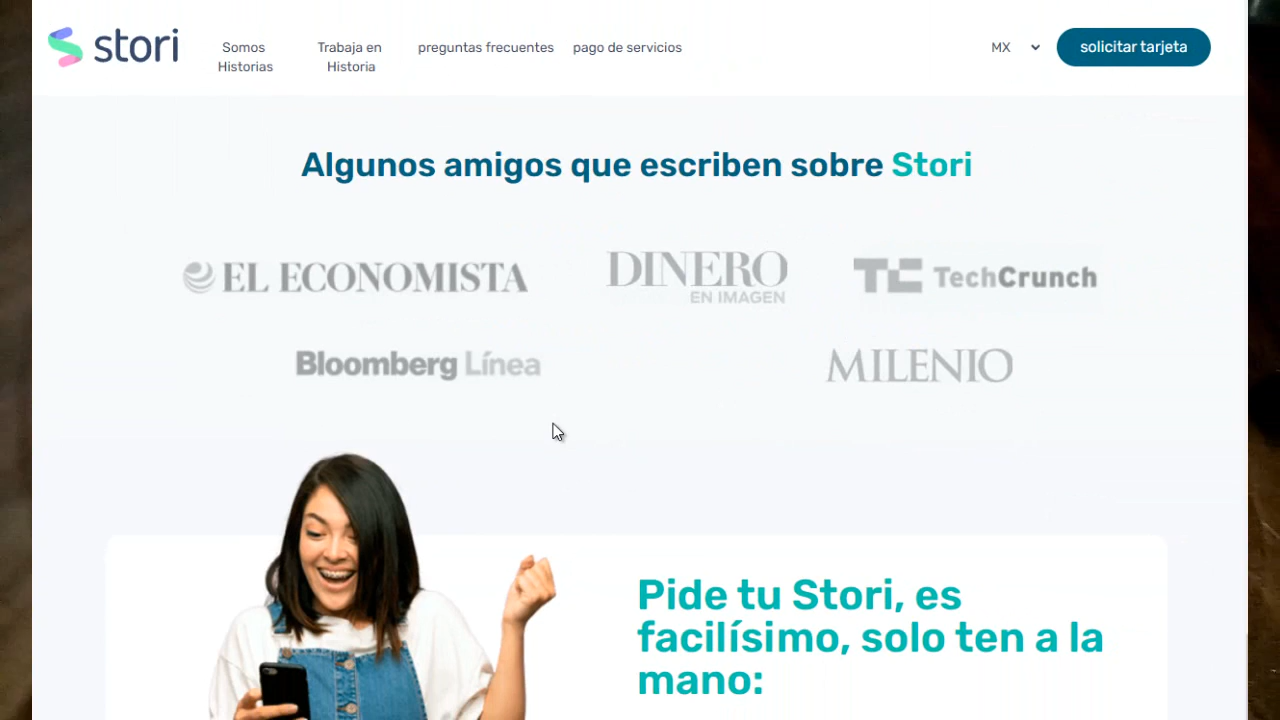 stori
Somos
Historias
Trabaja en
Historia
preguntas frecuentes
pago de servicios
MX
solicitar tarjeta
Algunos amigos que escriben sobre Stori
EL ECONOMISTA
DINERO
EN IMAGEN
TC TechCrunch
Bloomberg Línea
MILENIO
Pide tu Stori, es
facilísimo, solo ten a la
mano: